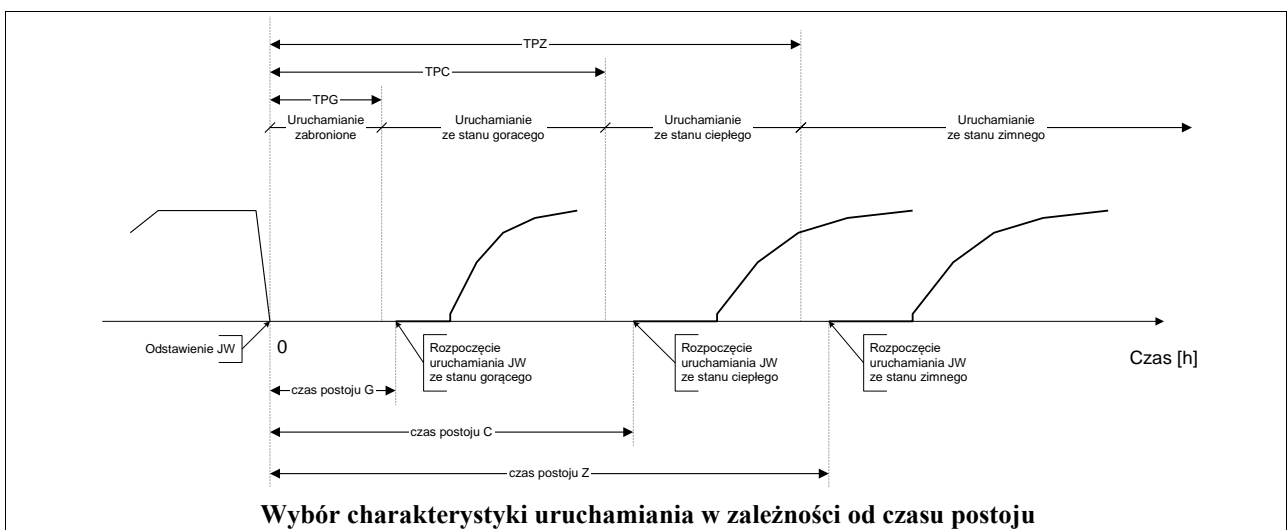 TPZ
TPC
TPG
Uruchamianie
zabronione
Uruchamianie
ze stanu goracego
Uruchamianie
ze stanu ciepłego
Uruchamianie
ze stanu zimnego
Odstawienie JW
0
Rozpoczęcie
uruchamiania JW
ze stanu gorącego
Rozpoczęcie
uruchamiania JW
ze stanu ciepłego
Rozpoczęcie
uruchamiania JW
ze stanu zimnego
Czas [h]
czas postoju G
czas postoju C
czas postoju Z
Wybór charakterystyki uruchamiania w zależności od czasu postoju